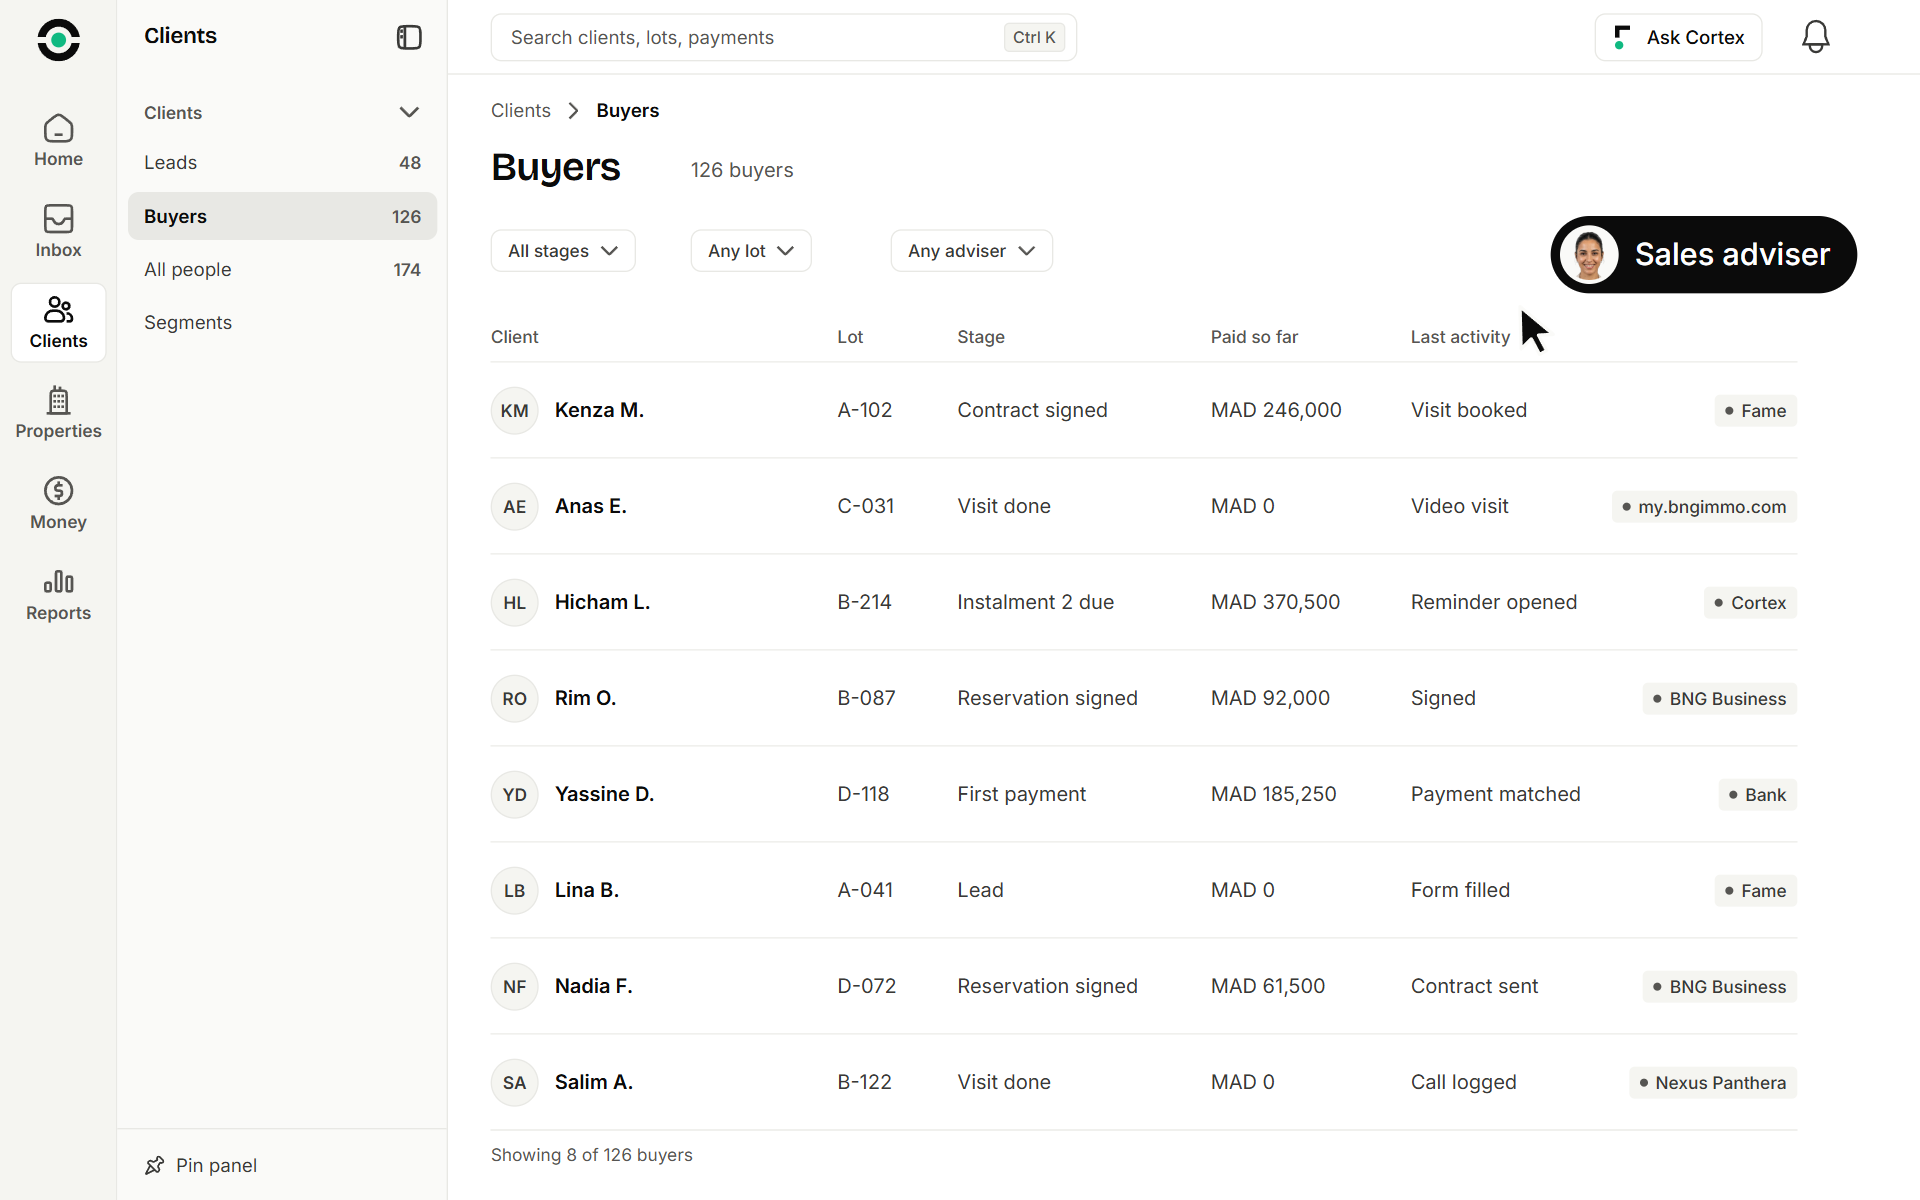 Clients
Search clients, lots, payments
Ctrl K
Ask Cortex
Home
Inbox
Clients
Properties
Money
Reports
Clients
Leads 48
Buyers 126
All people 174
Segments
Pin panel
Clients > Buyers
Buyers 126 buyers
All stages Any lot Any adviser
Sales adviser
Client Lot Stage Paid so far Last activity
KM Kenza M. A-102 Contract signed MAD 246,000 Visit booked Fame
AE Anas E. C-031 Visit done MAD 0 Video visit my.bngimmo.com
HL Hicham L. B-214 Instalment 2 due MAD 370,500 Reminder opened Cortex
RO Rim O. B-087 Reservation signed MAD 92,000 Signed BNG Business
YD Yassine D. D-118 First payment MAD 185,250 Payment matched Bank
LB Lina B. A-041 Lead MAD 0 Form filled Fame
NF Nadia F. D-072 Reservation signed MAD 61,500 Contract sent BNG Business
SA Salim A. B-122 Visit done MAD 0 Call logged Nexus Panthera
Showing 8 of 126 buyers